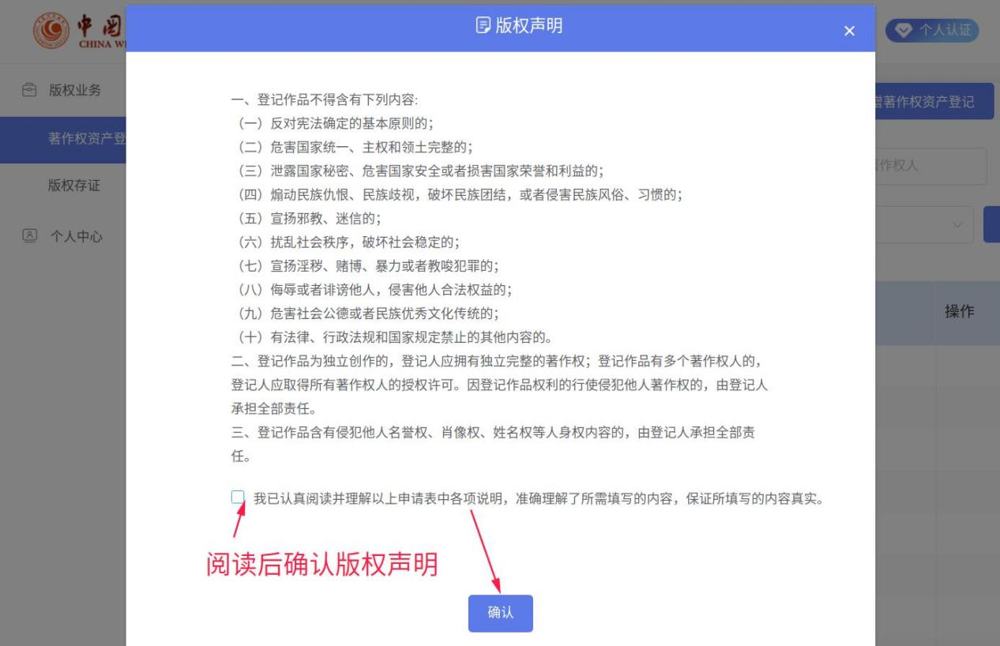 中国
CHINA W
版权声明
个人认证
版权业务
著作权资产登
版权存证
个人中心
著作权资产登记
作权人
操作
一、登记作品不得含有下列内容:
（一）反对宪法确定的基本原则的；
（二）危害国家统一、主权和领土完整的；
（三）泄露国家秘密、危害国家安全或者损害国家荣誉和利益的；
（四）煽动民族仇恨、民族歧视，破坏民族团结，或者侵害民族风俗、习惯的；
（五）宣扬邪教、迷信的；
（六）扰乱社会秩序，破坏社会稳定的；
（七）宣扬淫秽、赌博、暴力或者教唆犯罪的；
（八）侮辱或者诽谤他人，侵害他人合法权益的；
（九）危害社会公德或者民族优秀文化传统的；
（十）有法律、行政法规和国家规定禁止的其他内容的。
二、登记作品为独立创作的，登记人应拥有独立完整的著作权；登记作品有多个著作权人的，
登记人应取得所有著作权人的授权许可。因登记作品权利的行使侵犯他人著作权的，由登记人
承担全部责任。
三、登记作品含有侵犯他人名誉权、肖像权、姓名权等人身权内容的，由登记人承担全部责
任。
我已认真阅读并理解以上申请表中各项说明，准确理解了所需填写的内容，保证所填写的内容真实。
阅读后确认版权声明
确认